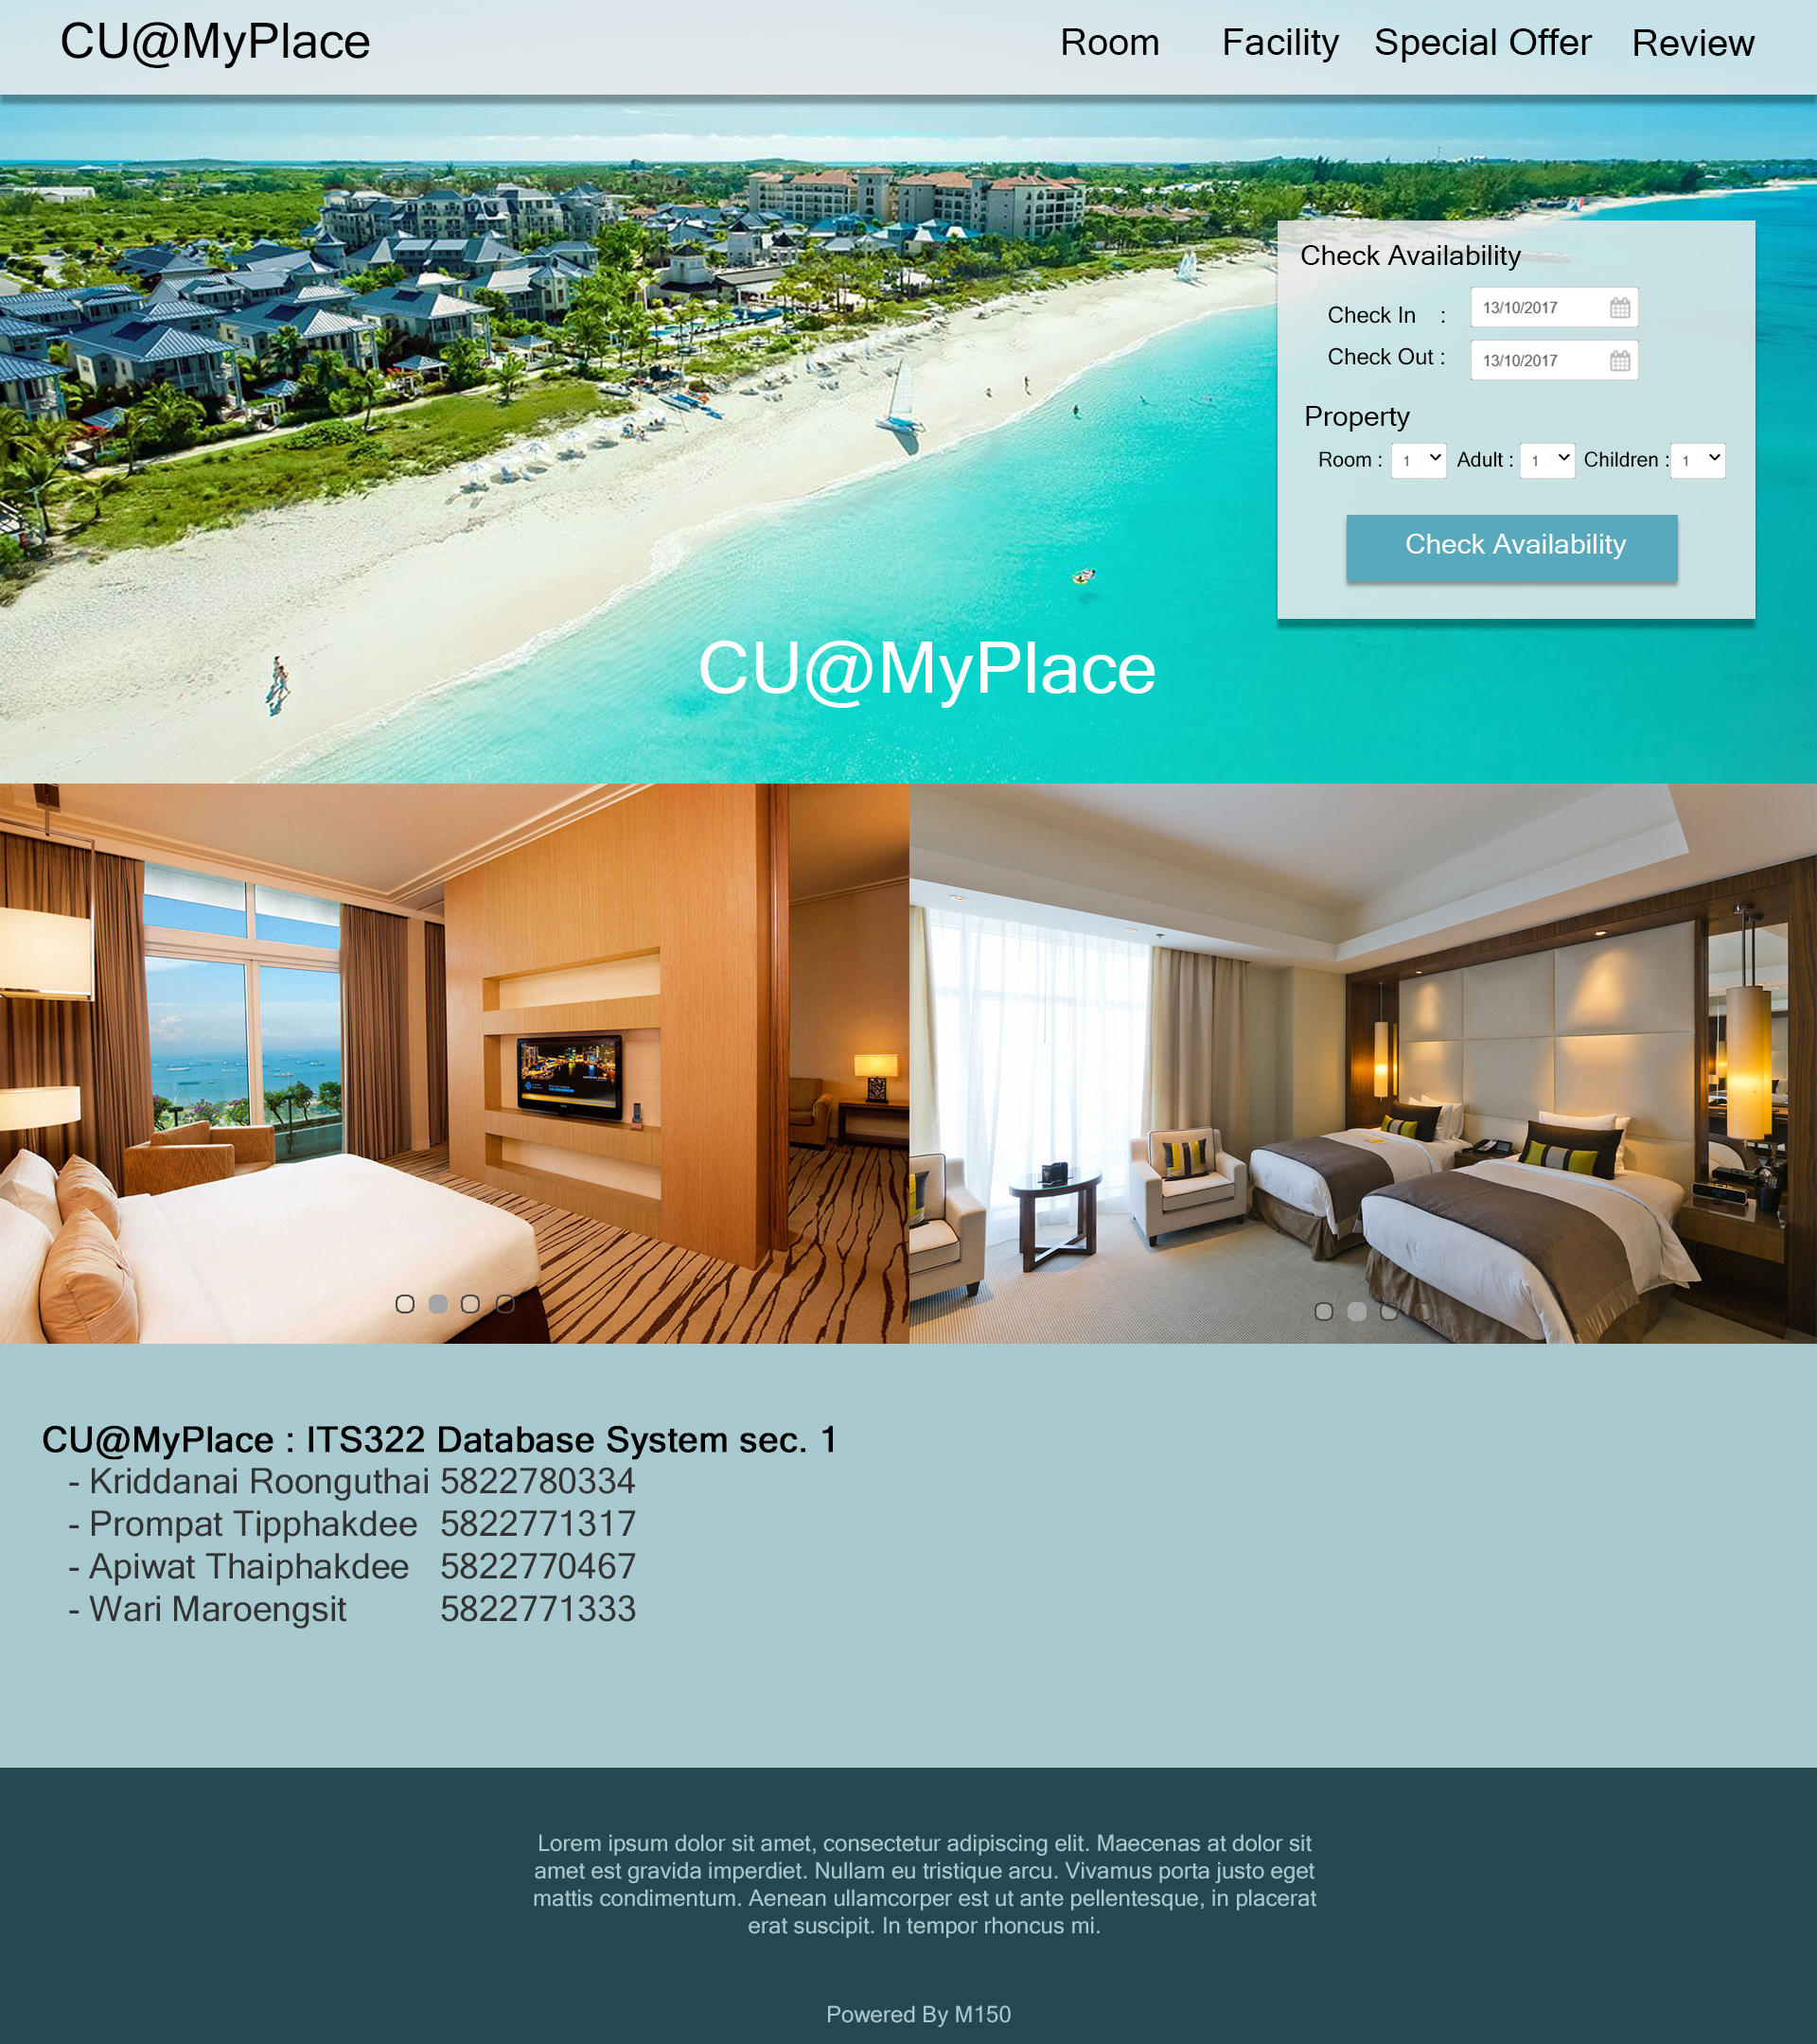 CU@MyPlace
Room Facility Special Offer Review
Check Availability
Check In : 13/10/2017
Check Out : 13/10/2017
Property
Room : 1 Adult : 1 Children : 1
Check Availability
CU@MyPlace
CU@MyPlace : ITS322 Database System sec. 1
- Kriddanai Roonguthai 5822780334
- Prompat Tipphakdee 5822771317
- Apiwat Thaiphakdee 5822770467
- Wari Maroengsit 5822771333
Lorem ipsum dolor sit amet, consectetur adipiscing elit. Maecenas at dolor sit
amet est gravida imperdiet. Nullam eu tristique arcu. Vivamus porta justo eget
mattis condimentum. Aenean ullamcorper est ut ante pellentesque, in placerat
erat suscipit. In tempor rhoncus mi.
Powered By M150